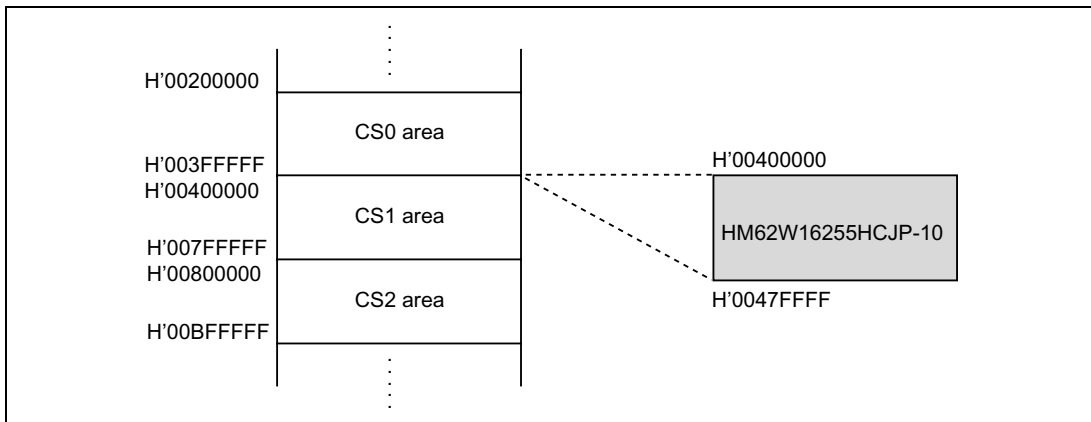 H'00200000
CS0 area
H'003FFFFF
H'00400000
CS1 area
H'007FFFFF
H'00800000
CS2 area
H'00BFFFFF
H'00400000
HM62W16255HCJP-10
H'0047FFFF